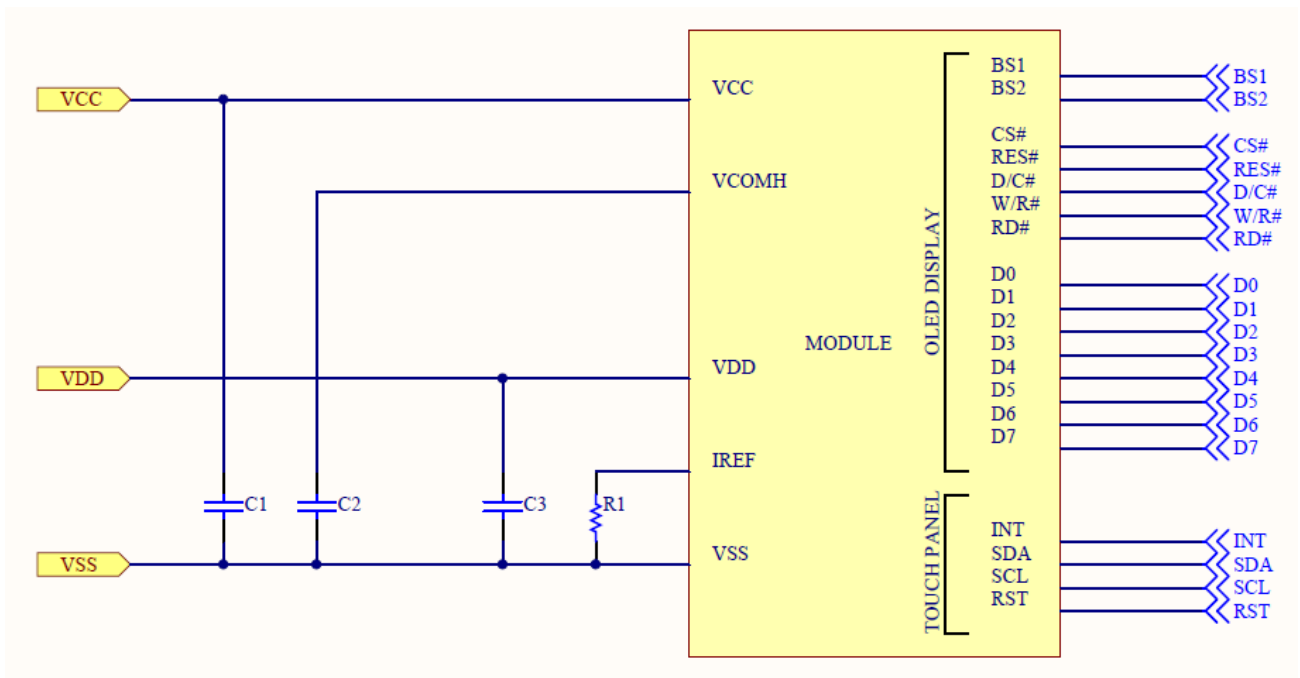 VCC
VDD
VSS
C1
C2
C3
R1
VCC
VCOMH
VDD
IREF
VSS
MODULE
OLED DISPLAY
BS1
BS2
CS#
RES#
D/C#
W/R#
RD#
D0
D1
D2
D3
D4
D5
D6
D7
TOUCH PANEL
INT
SDA
SCL
RST
BS1
BS2
CS#
RES#
D/C#
W/R#
RD#
D0
D1
D2
D3
D4
D5
D6
D7
INT
SDA
SCL
RST